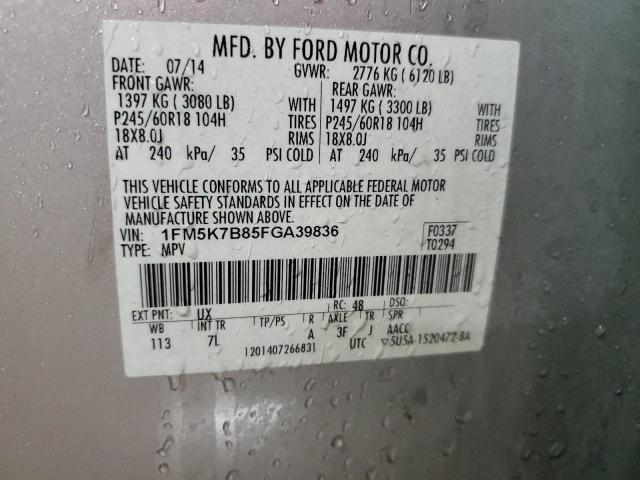 MFD. BY FORD MOTOR CO.
DATE: 07/14 GVWR: 2776 KG ( 6120 LB)
FRONT GAWR: REAR GAWR:
1397 KG ( 3080 LB) WITH 1497 KG ( 3300 LB) WITH
P245/60R18 104H TIRES P245/60R18 104H TIRES
18X8.0J RIMS 18X8.0J RIMS
AT 240 kPa/ 35 PSI COLD AT 240 kPa/ 35 PSI COLD
THIS VEHICLE CONFORMS TO ALL APPLICABLE FEDERAL MOTOR
VEHICLE SAFETY STANDARDS IN EFFECT ON THE DATE OF
MANUFACTURE SHOWN ABOVE.
VIN: 1FM5K7B85FGA39836 F0337
TYPE: MPV T0294
EXT PNT: UX RC: 48 DSO:
WB INT TR TP/PS R AXLE TR SPR
113 7L A 3F J AACC
1201407266831 UTC ▽5U5A-1520472-BA